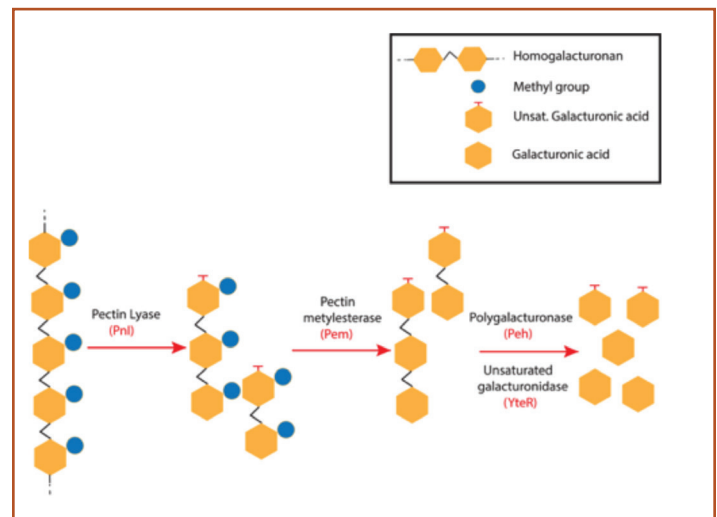 Homogalacturonan
Methyl group
Unsat. Galacturonic acid
Galacturonic acid
Pectin Lyase
(Pnl)
Pectin
metylesterase
(Pem)
Polygalacturonase
(Peh)
Unsaturated
galacturonidase
(YteR)